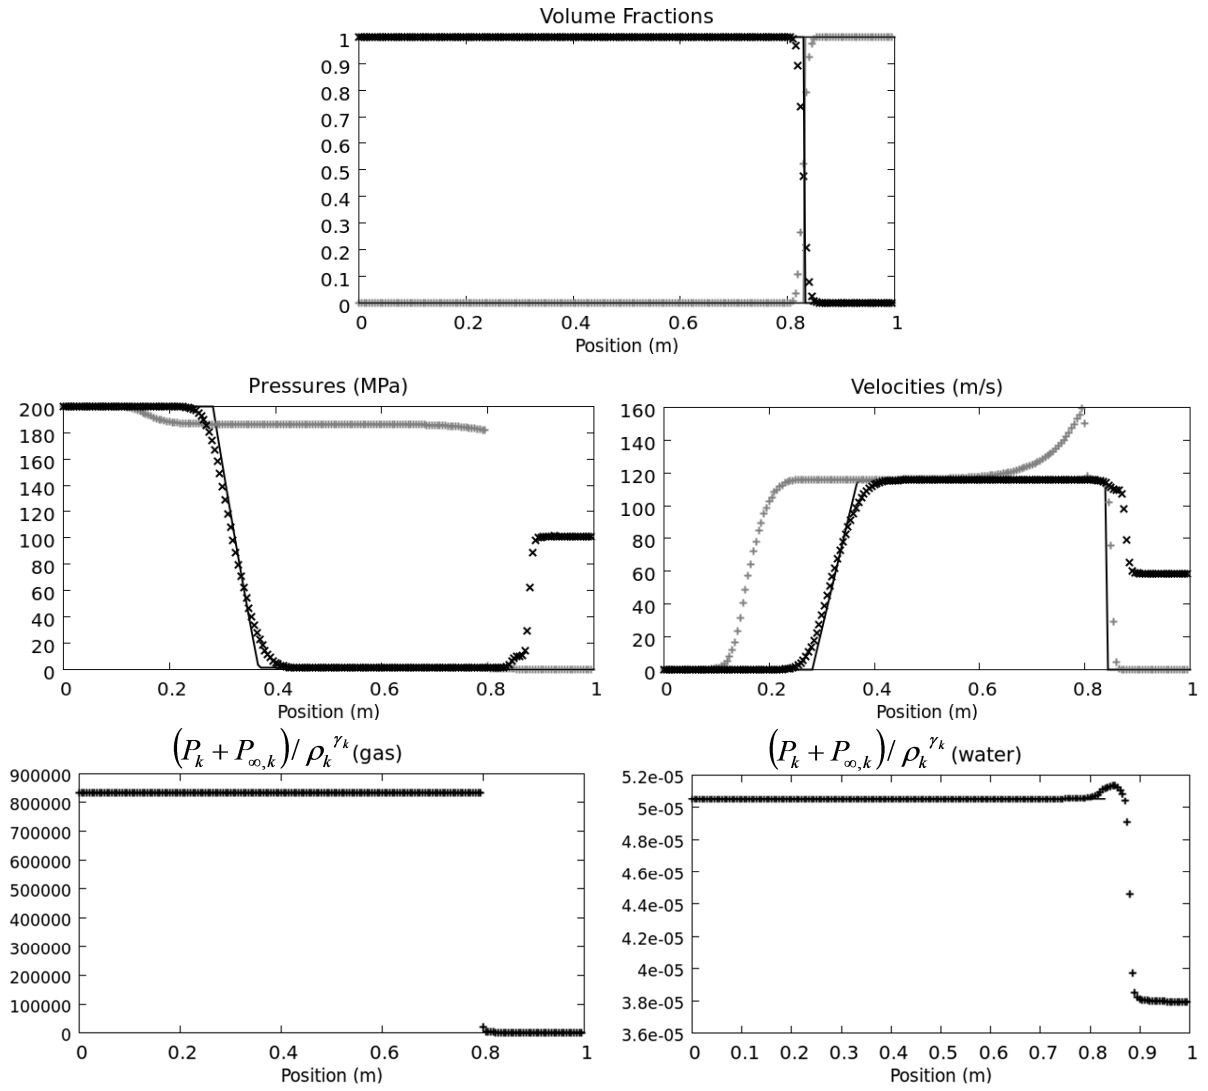 Volume Fractions
1
0.9
0.8
0.7
0.6
0.5
0.4
0.3
0.2
0.1
0
0 0.2 0.4 0.6 0.8 1
Position (m)
Pressures (MPa)
200
180
160
140
120
100
80
60
40
20
0
0 0.2 0.4 0.6 0.8 1
Position (m)
Velocities (m/s)
160
140
120
100
80
60
40
20
0
0 0.2 0.4 0.6 0.8 1
Position (m)
(P_k + P_{∞,k}) / ρ_k^{γ_k} (gas)
900000
800000
700000
600000
500000
400000
300000
200000
100000
0
0 0.2 0.4 0.6 0.8 1
Position (m)
(P_k + P_{∞,k}) / ρ_k^{γ_k} (water)
5.2e-05
5e-05
4.8e-05
4.6e-05
4.4e-05
4.2e-05
4e-05
3.8e-05
3.6e-05
0 0.1 0.2 0.3 0.4 0.5 0.6 0.7 0.8 0.9 1
Position (m)